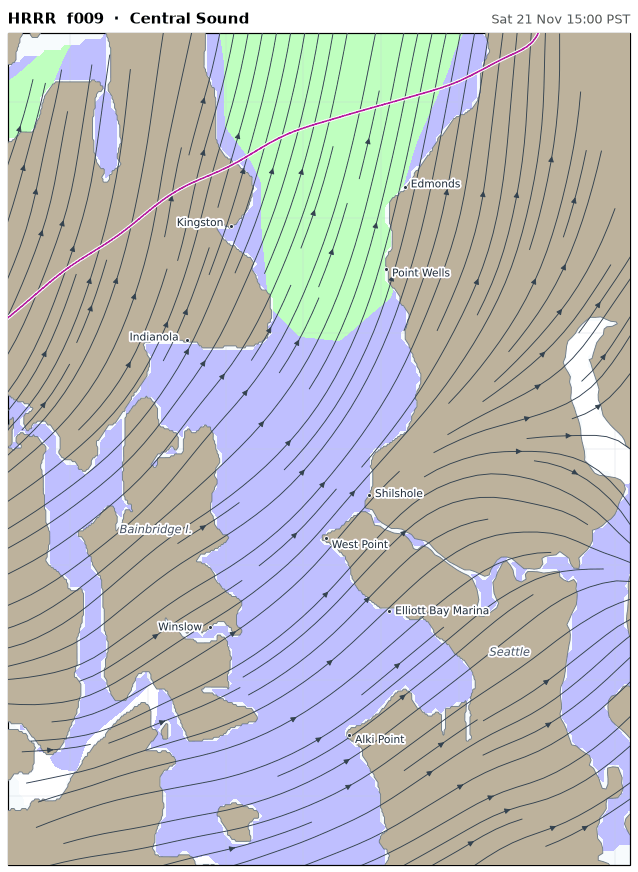 HRRR f009 · Central Sound
Sat 21 Nov 15:00 PST
Edmonds
Kingston
Point Wells
Indianola
Shilshole
Bainbridge I.
West Point
Elliott Bay Marina
Winslow
Seattle
Alki Point